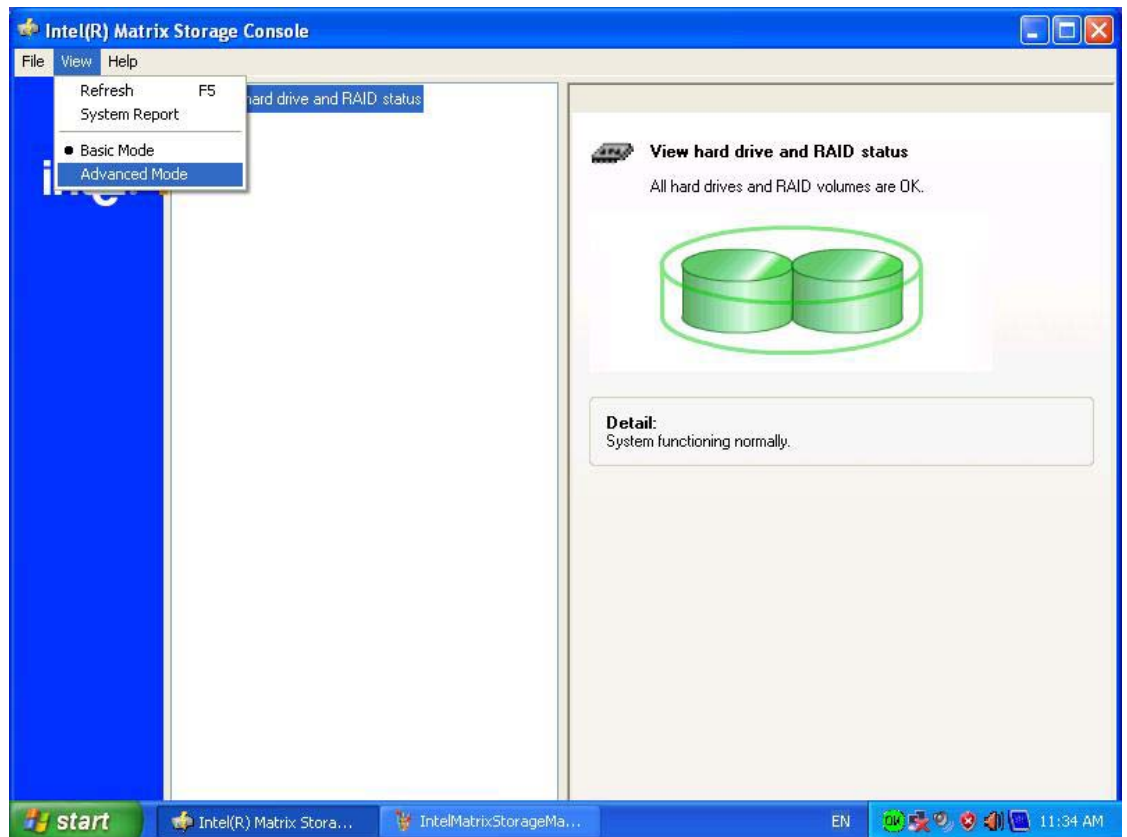 Intel(R) Matrix Storage Console
File View Help
Refresh F5
System Report
Basic Mode
Advanced Mode
hard drive and RAID status
View hard drive and RAID status
All hard drives and RAID volumes are OK.
Detail:
System functioning normally.
start
Intel(R) Matrix Stora...
IntelMatrixStorageMa...
EN
OK
11:34 AM